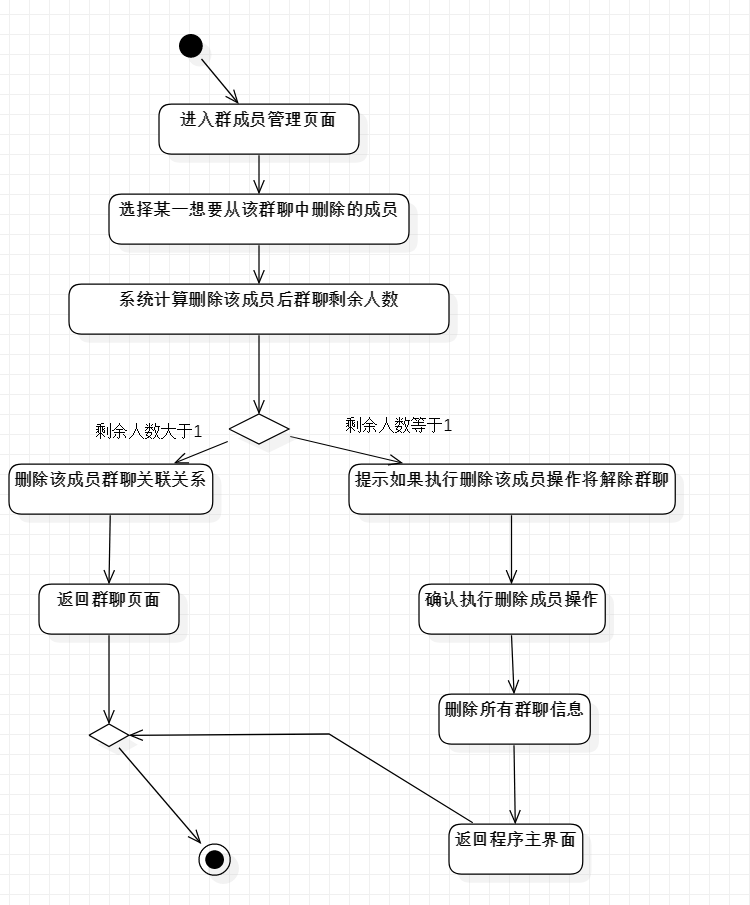 进入群成员管理页面
选择某一想要从该群聊中删除的成员
系统计算删除该成员后群聊剩余人数
剩余人数大于1
剩余人数等于1
删除该成员群聊关联关系
提示如果执行删除该成员操作将解除群聊
返回群聊页面
确认执行删除成员操作
删除所有群聊信息
返回程序主界面